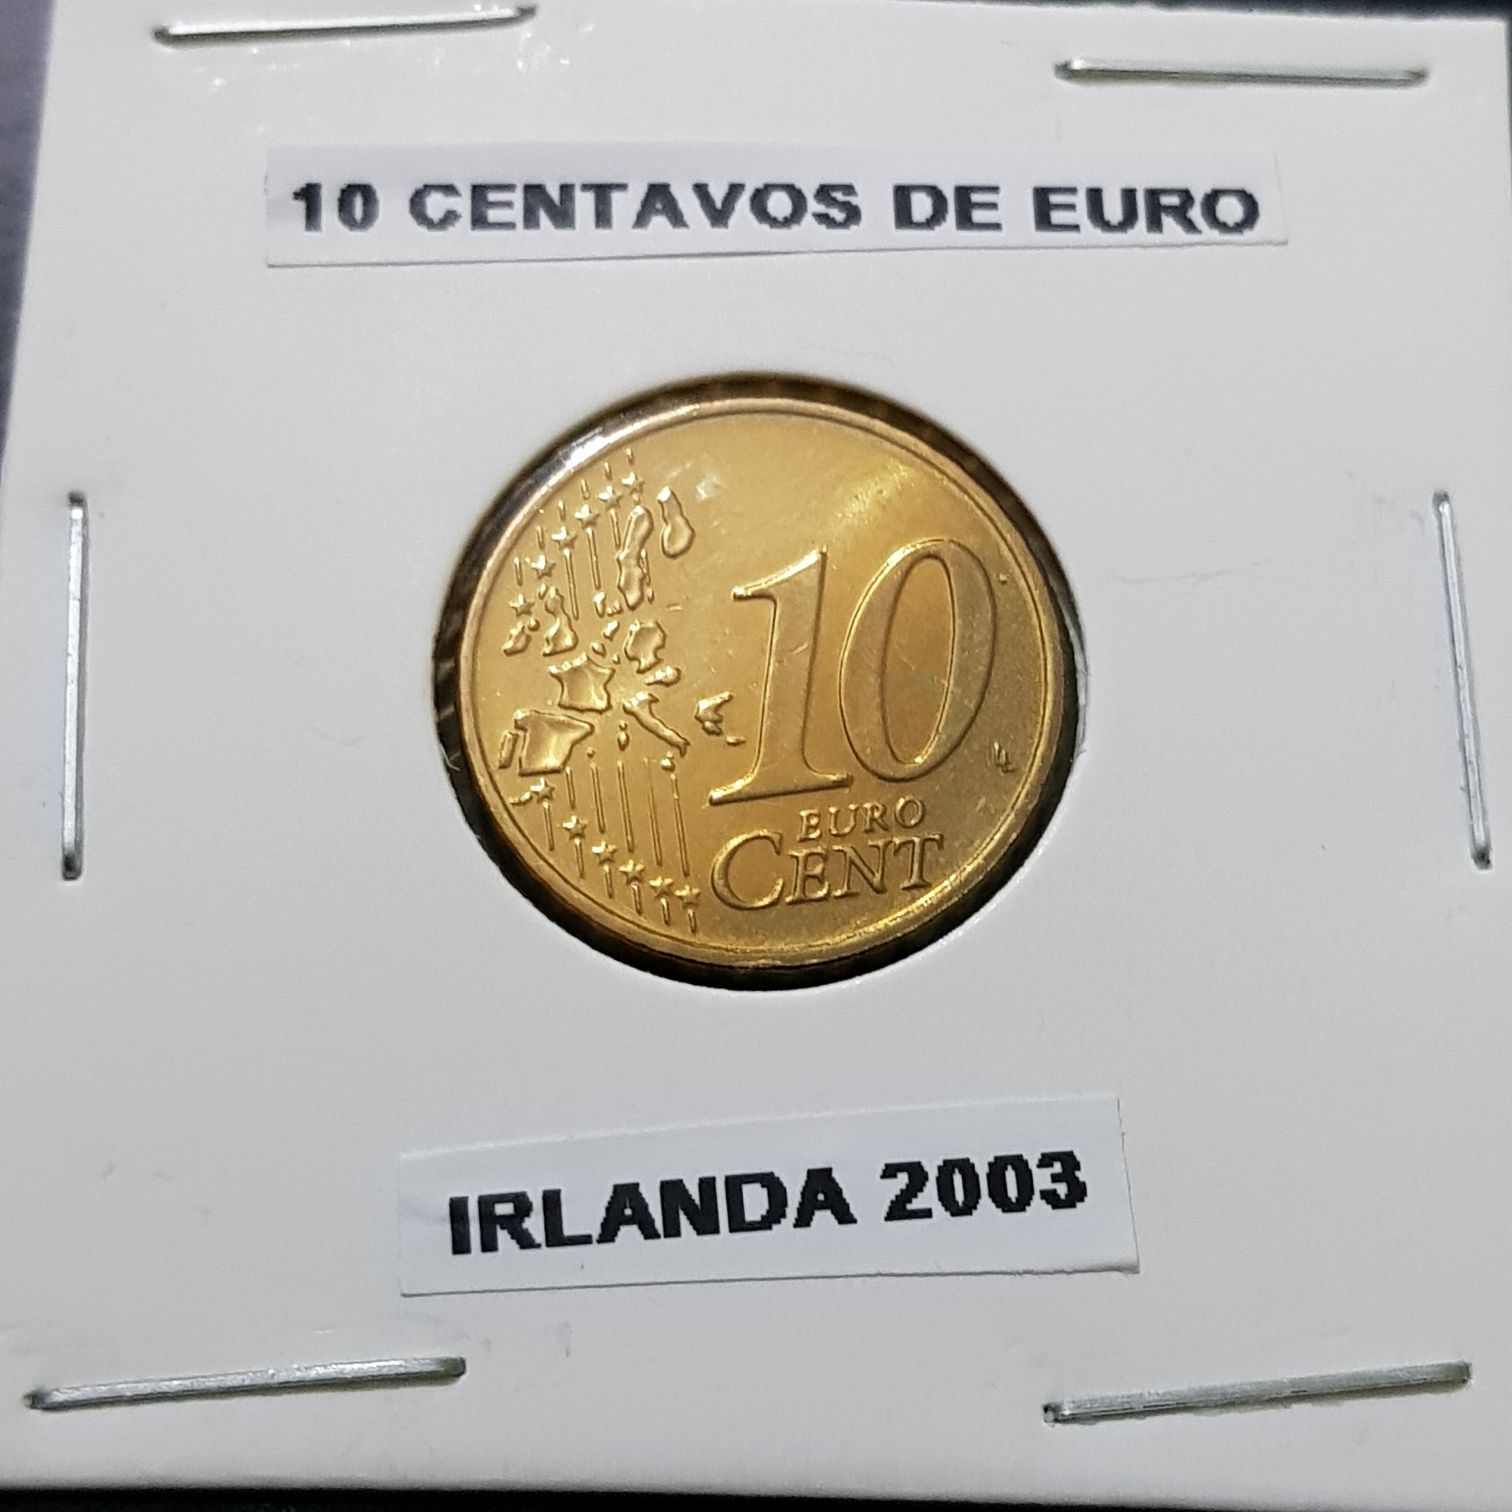 10 CENTAVOS DE EURO
10
EURO
CENT
IRLANDA 2003